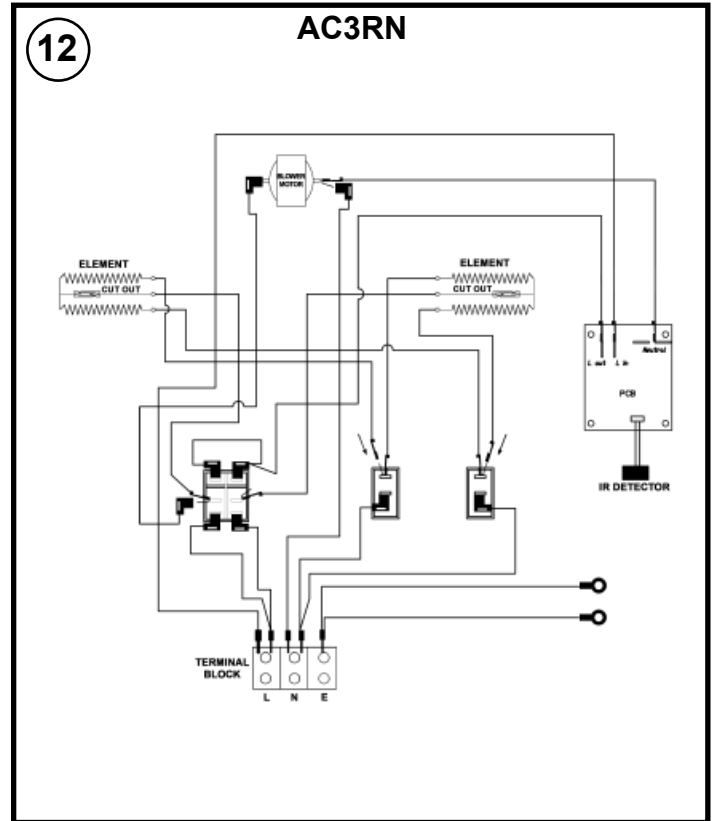 12
AC3RN
BLOWER
MOTOR
ELEMENT
CUT OUT
ELEMENT
CUT OUT
Neutral
L out L in
PCB
IR DETECTOR
TERMINAL
BLOCK
L N E